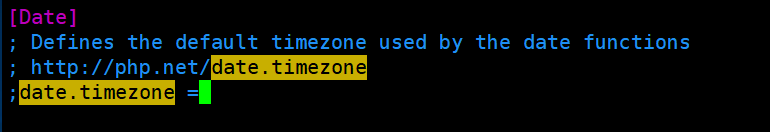 [Date]
; Defines the default timezone used by the date functions
; http://php.net/date.timezone
;date.timezone =